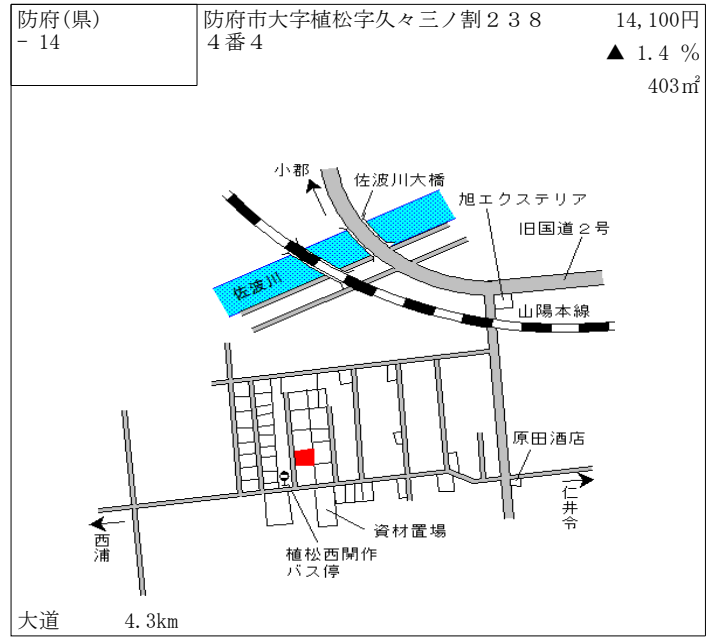 防府(県)
- 14
防府市大字植松字久々三ノ割２３８
４番４
14,100円
▲ 1.4 %
403㎡
小郡
佐波川大橋
旭エクステリア
旧国道２号
佐波川
山陽本線
原田酒店
仁井令
西浦
資材置場
植松西開作
バス停
大道 4.3km